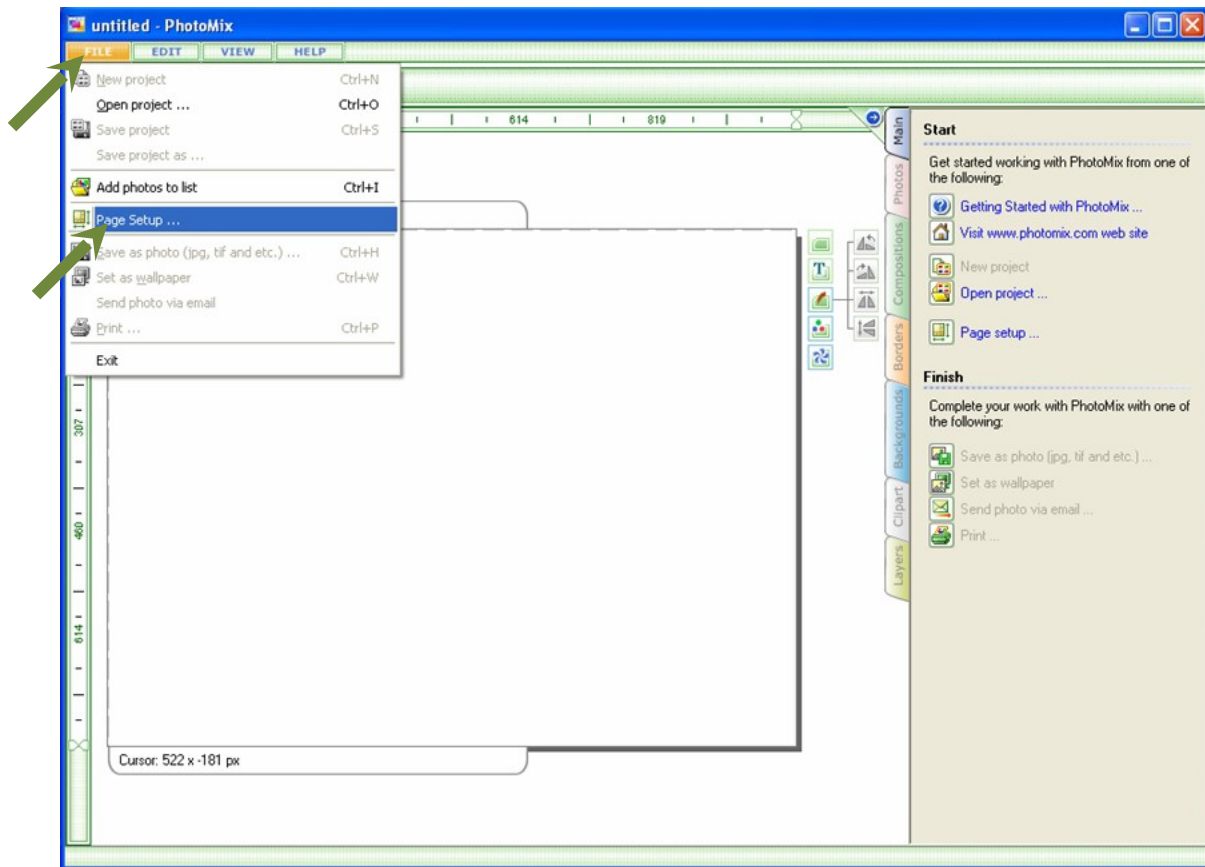 untitled - PhotoMix
FILE EDIT VIEW HELP
New project Ctrl+N
Open project ... Ctrl+O
Save project Ctrl+S
Save project as ...
Add photos to list Ctrl+I
Page Setup ...
Save as photo (jpg, tif and etc.) ... Ctrl+H
Set as wallpaper Ctrl+W
Send photo via email
Print ... Ctrl+P
Exit
614 819
307
460
614
Cursor: 522 x -181 px
Main
Photos
Compositions
Borders
Backgrounds
Clipart
Layers
Start
Get started working with PhotoMix from one of
the following:
Getting Started with PhotoMix ...
Visit www.photomix.com web site
New project
Open project ...
Page setup ...
Finish
Complete your work with PhotoMix with one of
the following:
Save as photo (jpg, tif and etc.) ...
Set as wallpaper
Send photo via email ...
Print ...